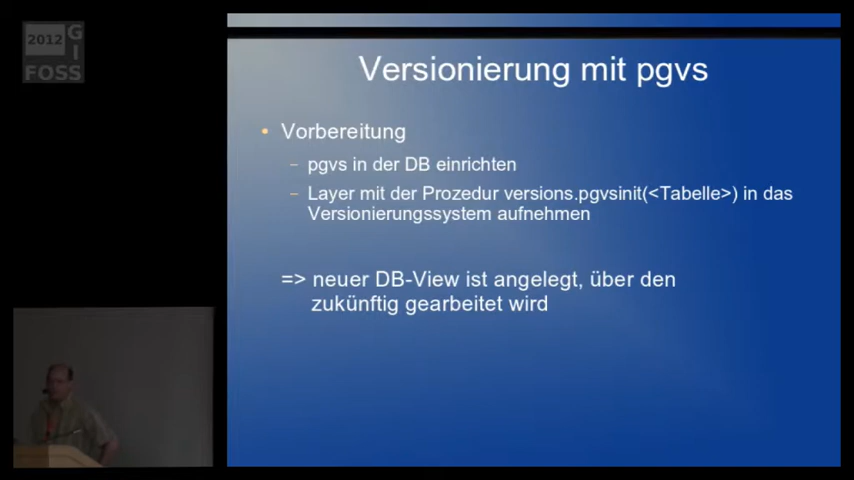 2012
G
I
FOSS
Versionierung mit pgvs
• Vorbereitung
– pgvs in der DB einrichten
– Layer mit der Prozedur versions.pgvsinit(<Tabelle>) in das
Versionierungssystem aufnehmen
=> neuer DB-View ist angelegt, über den
zukünftig gearbeitet wird